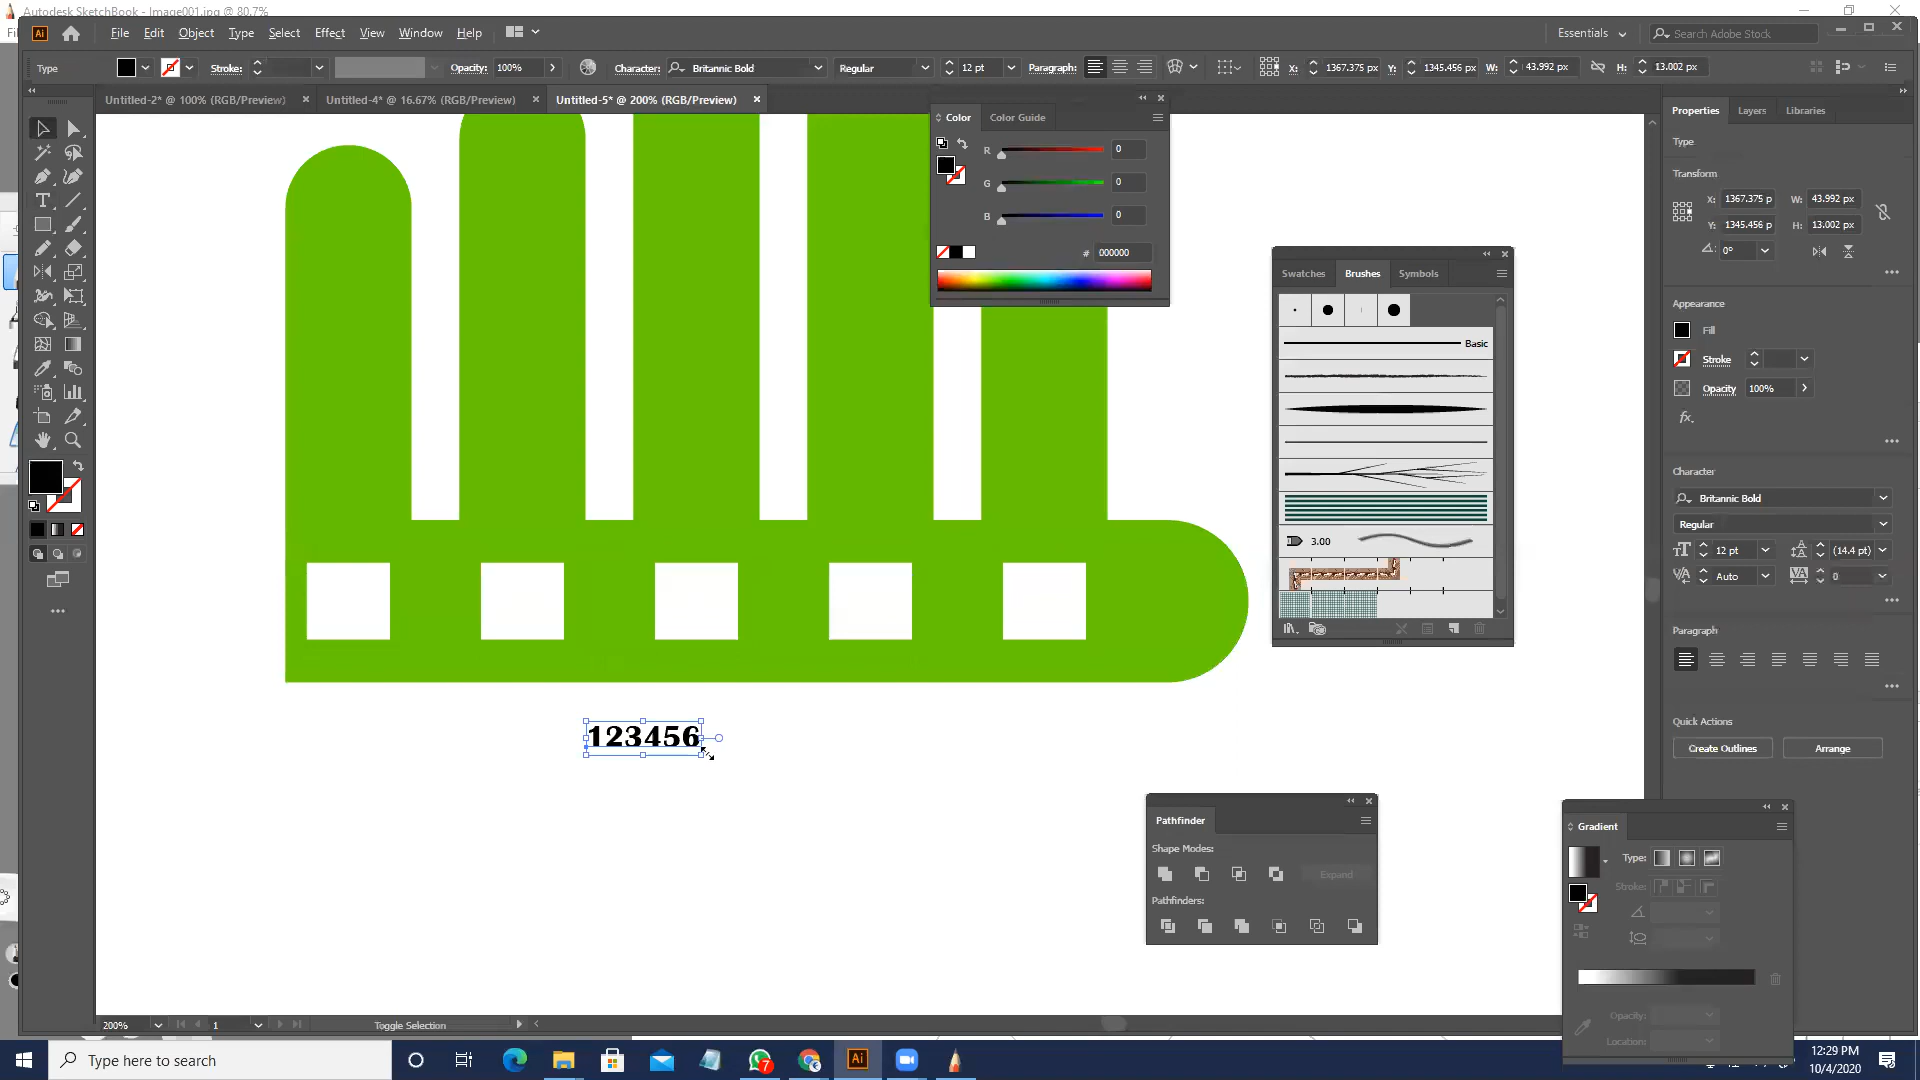 Autodesk SketchBook - Image001.jpg @ 80.7%
Ai File Edit Object Type Select Effect View Window Help Essentials Search Adobe Stock
Type Stroke: Opacity: 100% Character: Britannic Bold Regular 12 pt Paragraph: X: 1367.375 px Y: 1345.456 px W: 43.992 px H: 13.002 px
Untitled-2* @ 100% (RGB/Preview) Untitled-4* @ 16.67% (RGB/Preview) Untitled-5* @ 200% (RGB/Preview)
Color Color Guide
R 0
G 0
B 0
# 000000
Swatches Brushes Symbols
Basic
3.00
123456
Pathfinder
Shape Modes:
Expand
Pathfinders:
Properties Layers Libraries
Type
Transform
X: 1367.375 p W: 43.992 px
Y: 1345.456 p H: 13.002 px
0°
Appearance
Fill
Stroke
Opacity 100%
fx.
Character
Britannic Bold
Regular
12 pt (14.4 pt)
Auto 0
Paragraph
Quick Actions
Create Outlines Arrange
Gradient
Type:
Stroke:
Opacity:
Location:
200% 1 Toggle Selection
Type here to search
7
Ai
12:29 PM
10/4/2020